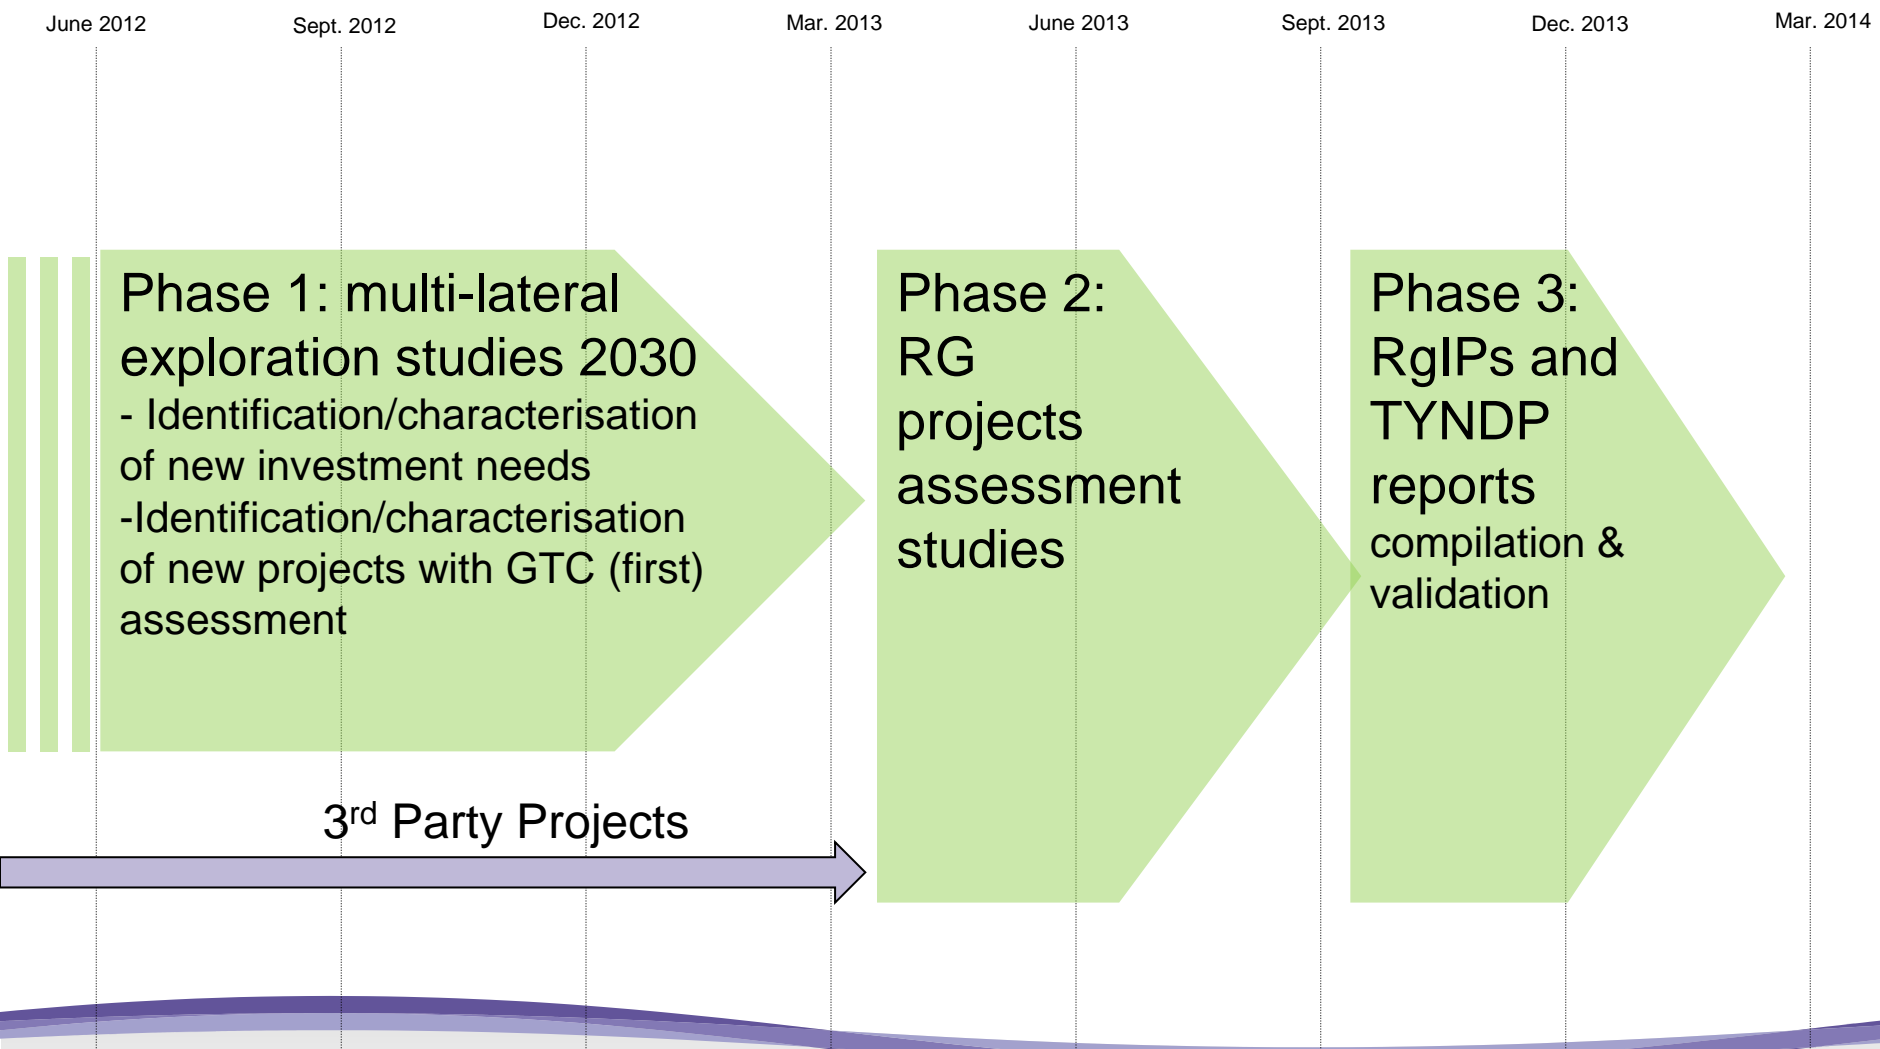 June 2012
Sept. 2012
Dec. 2012
Mar. 2013
June 2013
Sept. 2013
Dec. 2013
Mar. 2014
Phase 1: multi-lateral
exploration studies 2030
- Identification/characterisation
of new investment needs
-Identification/characterisation
of new projects with GTC (first)
assessment
Phase 2:
RG
projects
assessment
studies
Phase 3:
RgIPs and
TYNDP
reports
compilation &
validation
3rd Party Projects